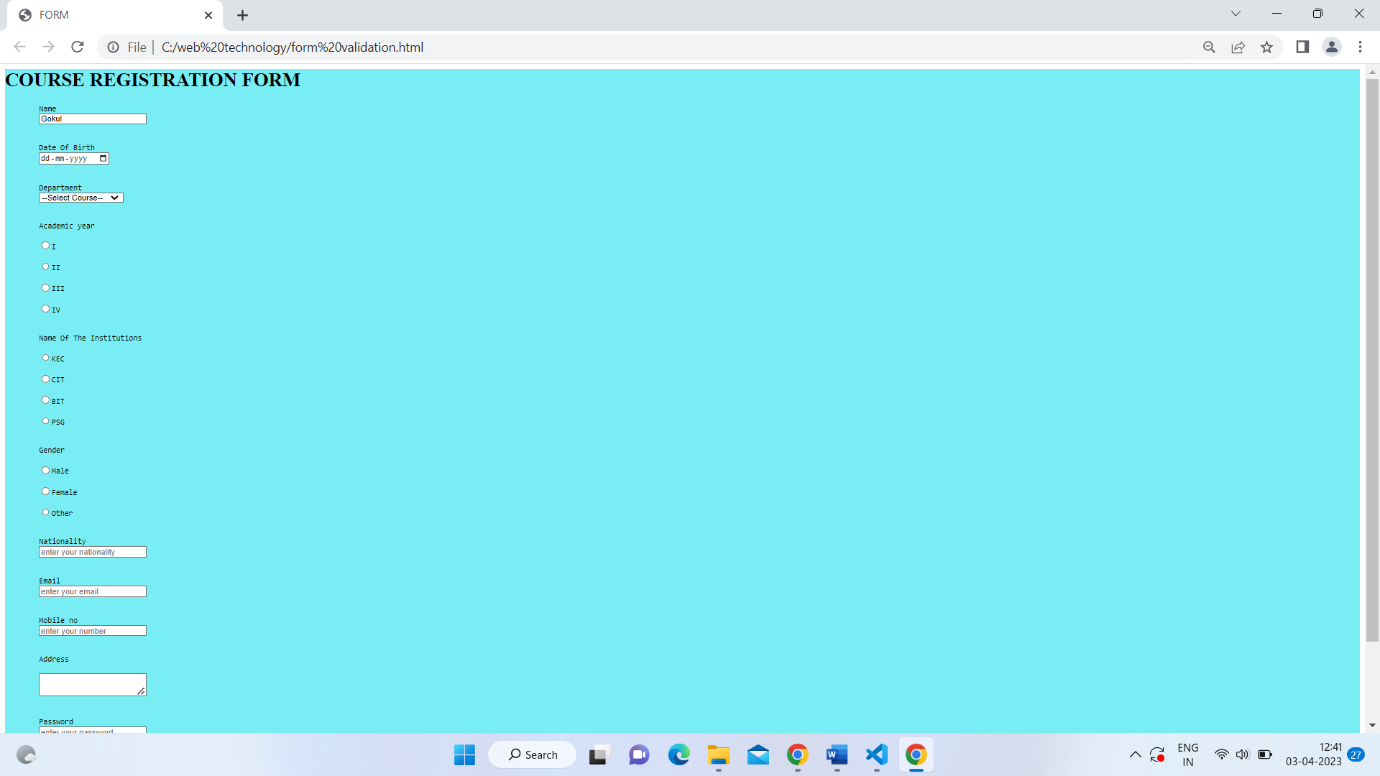 FORM
File
C:/web%20technology/form%20validation.html
COURSE REGISTRATION FORM
Name
Gokul
Date Of Birth
dd-mm-yyyy
Department
--Select Course--
Academic year
I
II
III
IV
Name Of The Institutions
KEC
CIT
BIT
PSG
Gender
Male
Female
Other
Nationality
enter your nationality
Email
enter your email
Mobile no
enter your number
Address
Password
enter your password
Search
ENG
IN
12:41
03-04-2023
27